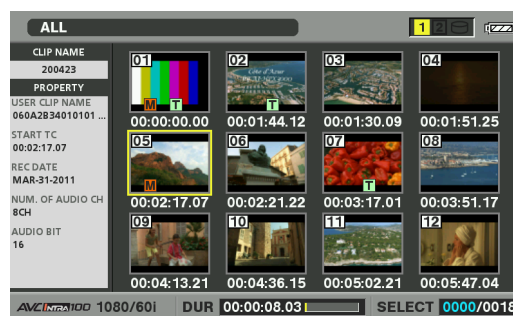 ALL
1 2
CLIP NAME
200423
PROPERTY
USER CLIP NAME
060A2B34010101 ...
START TC
00:02:17.07
REC DATE
MAR-31-2011
NUM. OF AUDIO CH
8CH
AUDIO BIT
16
01 02 03 04
M T
Côte d'Azur
T
00:00:00.00 00:01:44.12 00:01:30.09 00:01:51.25
05 06 07 08
M T
00:02:17.07 00:02:21.22 00:03:17.01 00:03:51.17
09 10 11 12
00:04:13.21 00:04:36.15 00:05:02.21 00:05:47.04
AVC INTRA 100 1080/60i DUR 00:00:08.03 SELECT 0000/0018